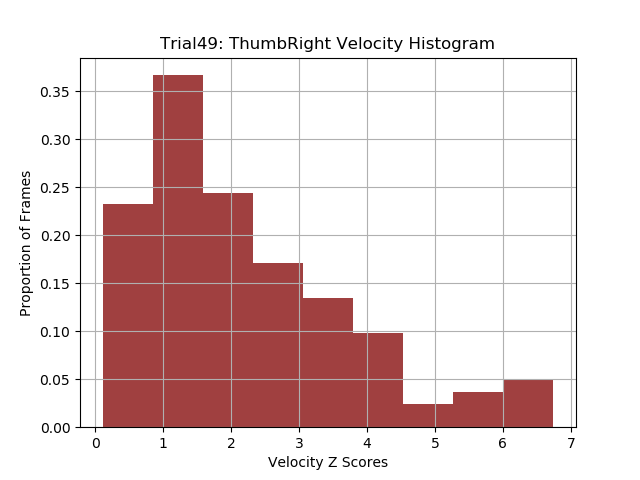 Trial49: ThumbRight Velocity Histogram
Proportion of Frames
0.35
0.30
0.25
0.20
0.15
0.10
0.05
0.00
0 1 2 3 4 5 6 7
Velocity Z Scores